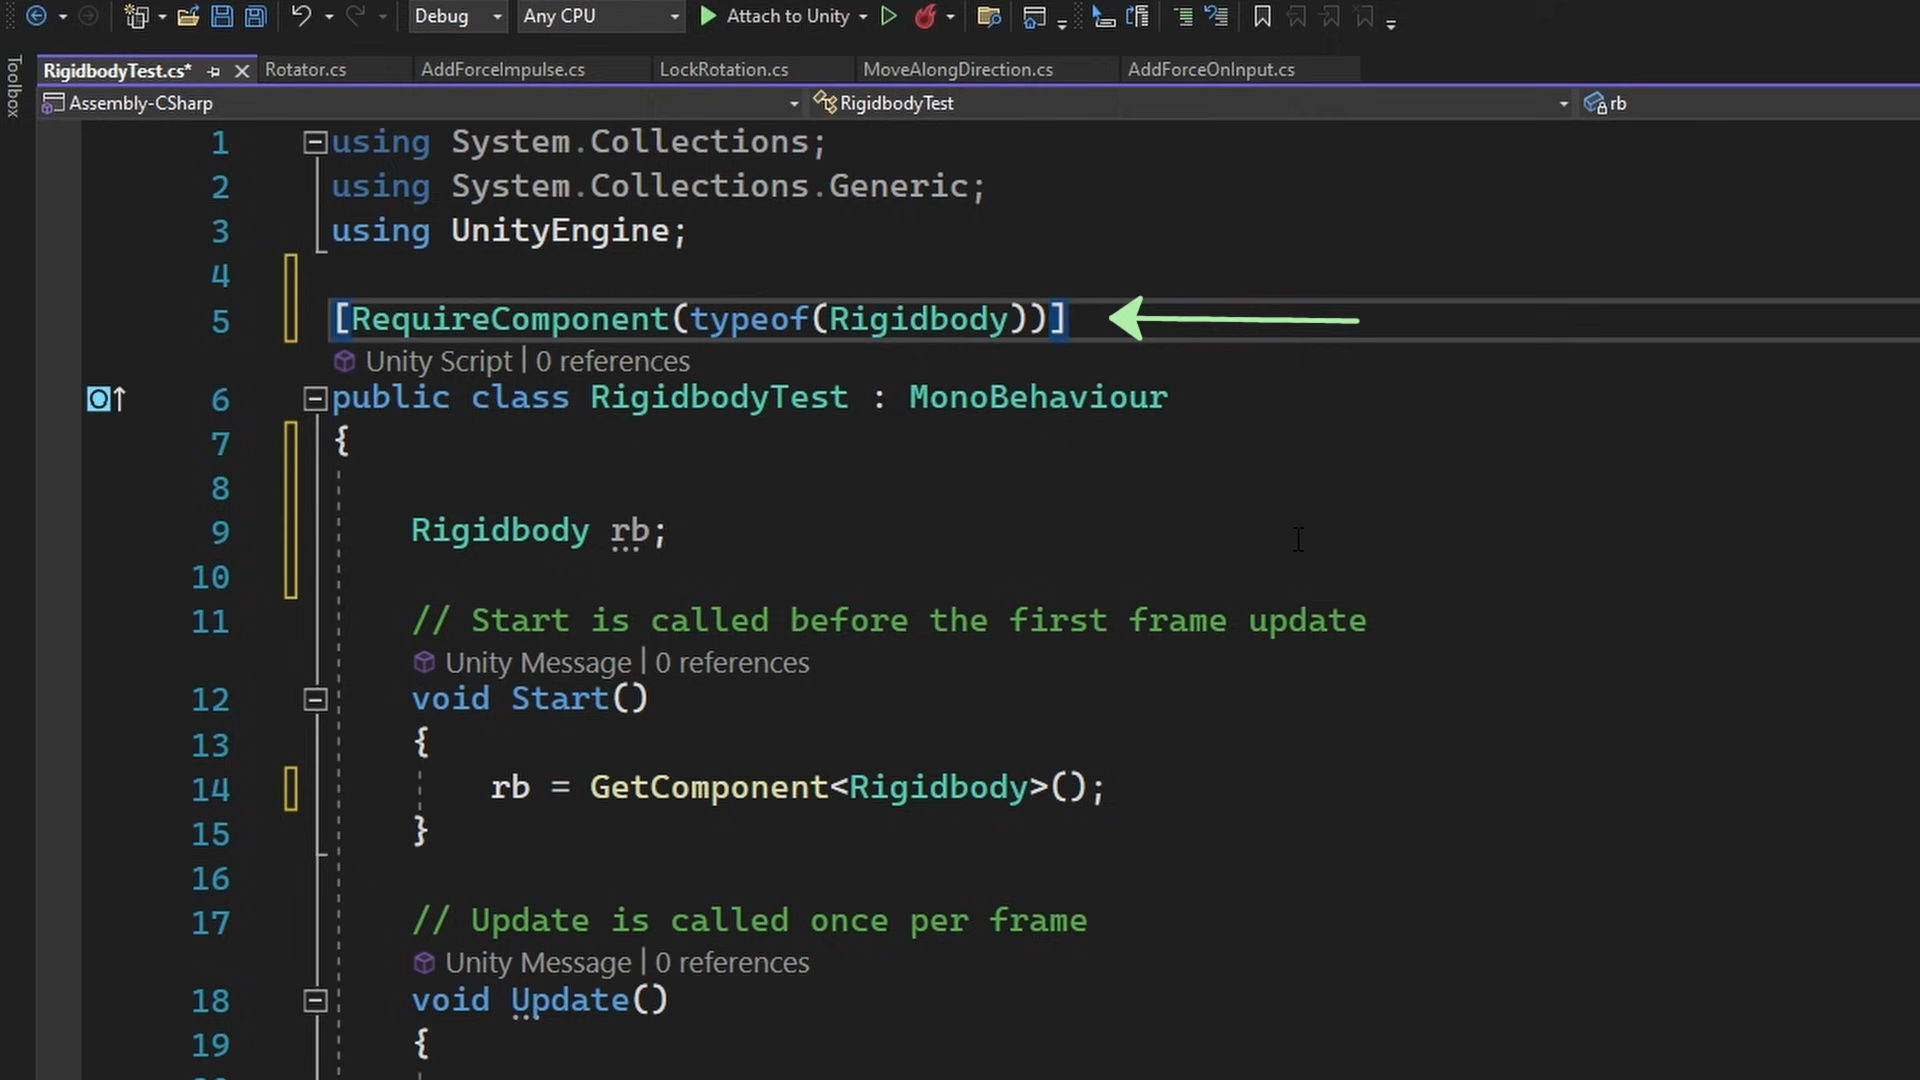 Debug Any CPU Attach to Unity
Toolbox
RigidbodyTest.cs* Rotator.cs AddForceImpulse.cs LockRotation.cs MoveAlongDirection.cs AddForceOnInput.cs
Assembly-CSharp RigidbodyTest rb
1 using System.Collections;
2 using System.Collections.Generic;
3 using UnityEngine;
4
5 [RequireComponent(typeof(Rigidbody))]
Unity Script | 0 references
6 public class RigidbodyTest : MonoBehaviour
7 {
8
9 Rigidbody rb;
10
11 // Start is called before the first frame update
Unity Message | 0 references
12 void Start()
13 {
14 rb = GetComponent<Rigidbody>();
15 }
16
17 // Update is called once per frame
Unity Message | 0 references
18 void Update()
19 {